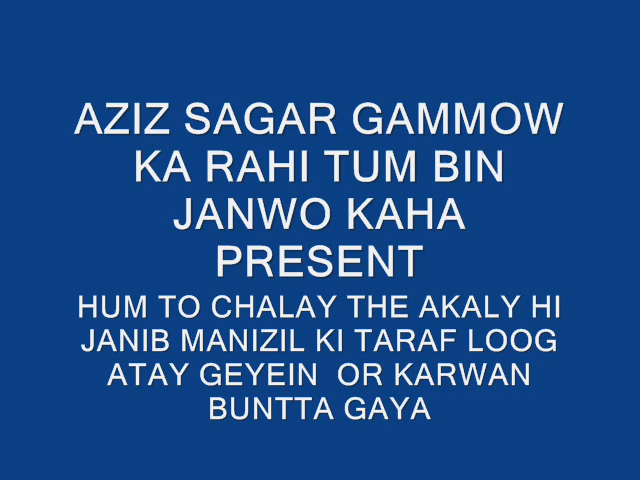 AZIZ SAGAR GAMMOW
KA RAHI TUM BIN
JANWO KAHA
PRESENT
HUM TO CHALAY THE AKALY HI
JANIB MANIZIL KI TARAF LOOG
ATAY GEYEIN  OR KARWAN
BUNTTA GAYA